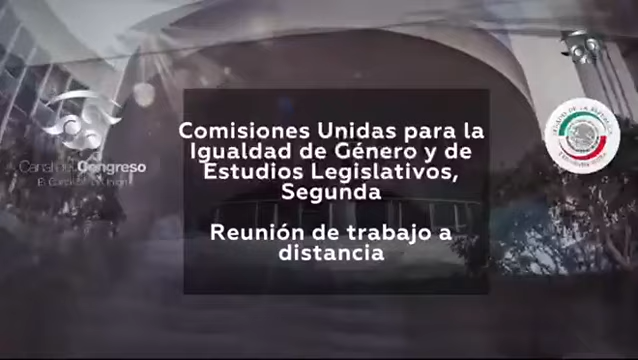 Comisiones Unidas para la
Igualdad de Género y de
Estudios Legislativos,
Segunda
Reunión de trabajo a
distancia
Canal del Congreso